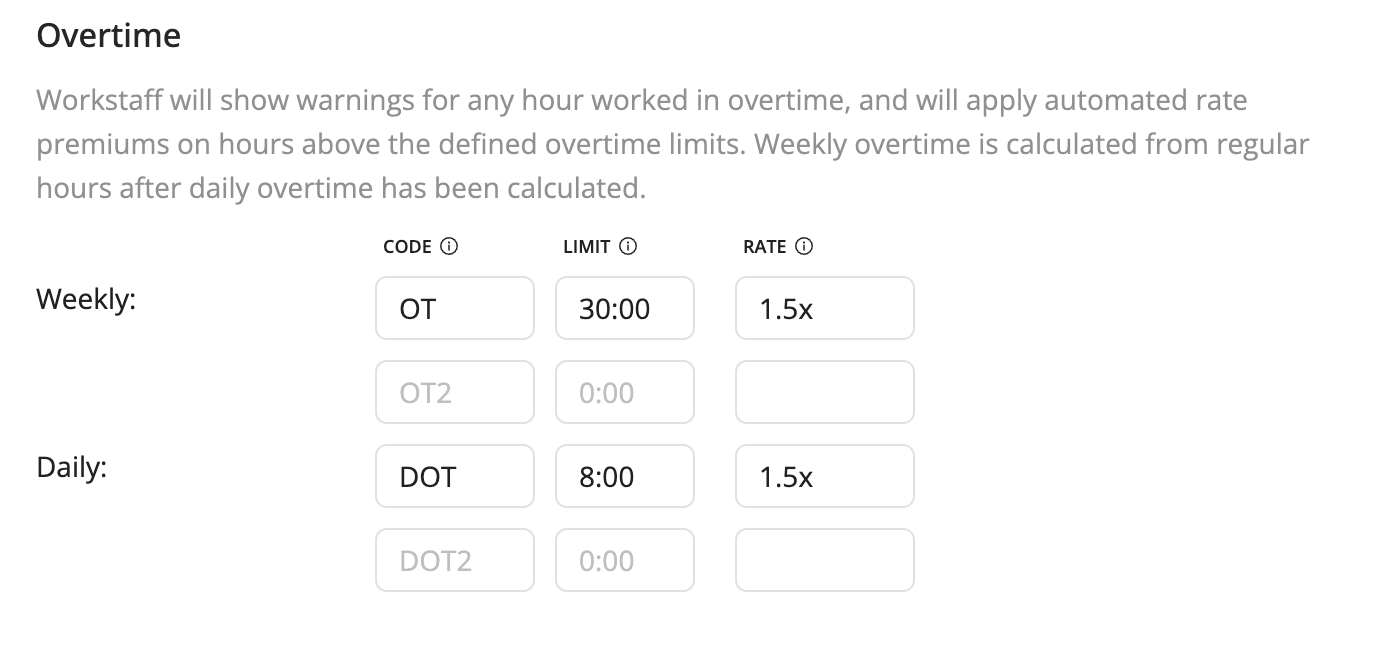 Overtime
Workstaff will show warnings for any hour worked in overtime, and will apply automated rate
premiums on hours above the defined overtime limits. Weekly overtime is calculated from regular
hours after daily overtime has been calculated.
CODE LIMIT RATE
Weekly: OT 30:00 1.5x
OT2 0:00
Daily: DOT 8:00 1.5x
DOT2 0:00